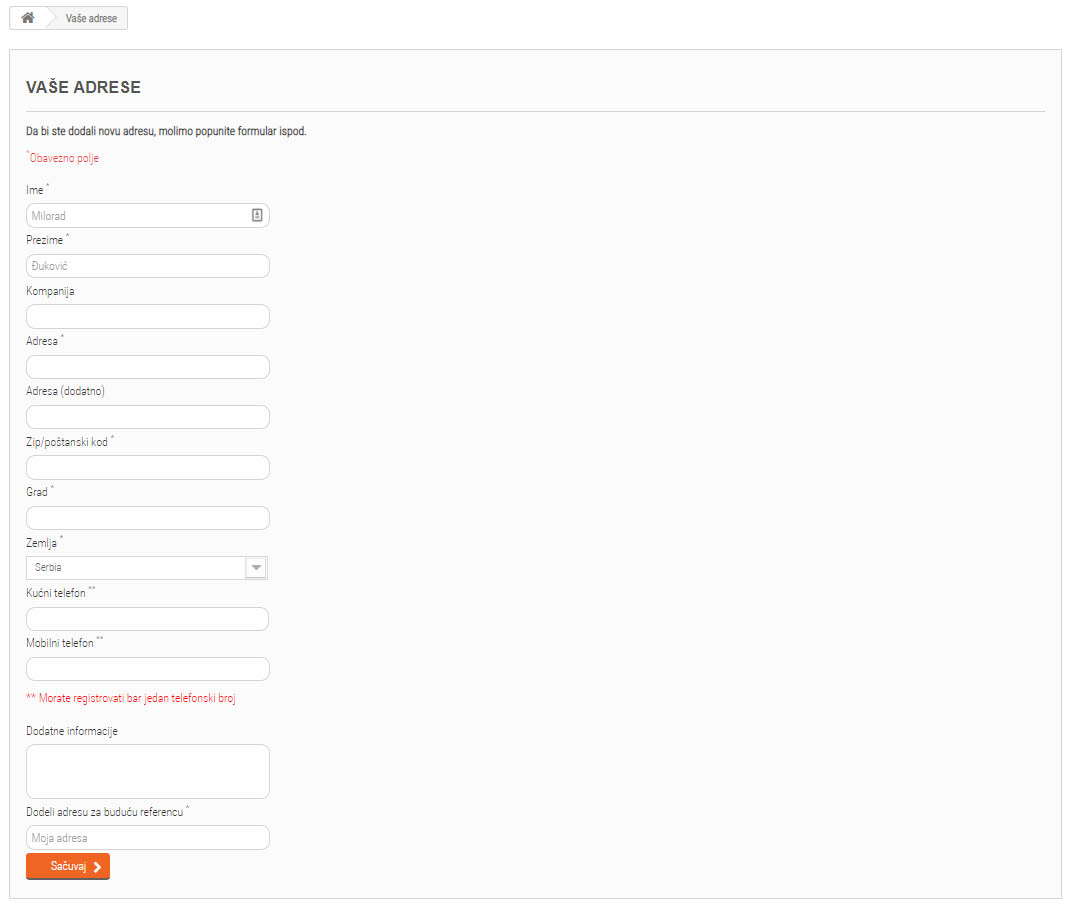 Vaše adrese
VAŠE ADRESE
Da bi ste dodali novu adresu, molimo popunite formular ispod.
*Obavezno polje
Ime *
Milorad
Prezime *
Đuković
Kompanija
Adresa *
Adresa (dodatno)
Zip/poštanski kod *
Grad *
Zemlja *
Serbia
Kućni telefon **
Mobilni telefon **
** Morate registrovati bar jedan telefonski broj
Dodatne informacije
Dodeli adresu za buduću referencu *
Moja adresa
Sačuvaj